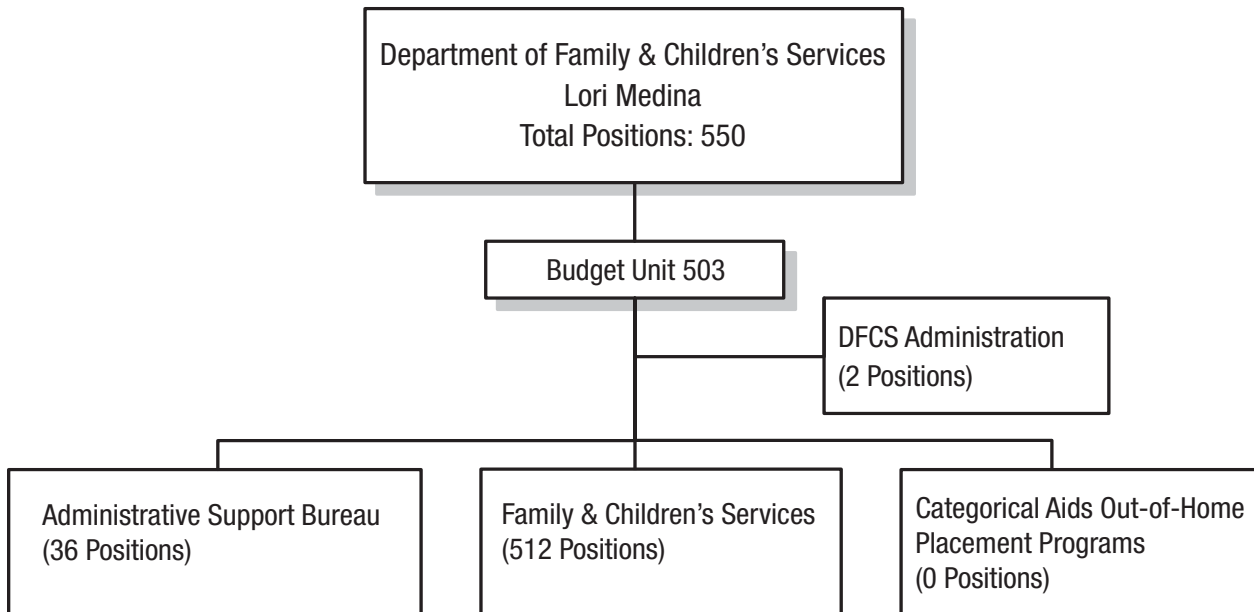 Department of Family & Children’s Services
Lori Medina
Total Positions: 550
Budget Unit 503
DFCS Administration
(2 Positions)
Administrative Support Bureau
(36 Positions)
Family & Children’s Services
(512 Positions)
Categorical Aids Out-of-Home
Placement Programs
(0 Positions)